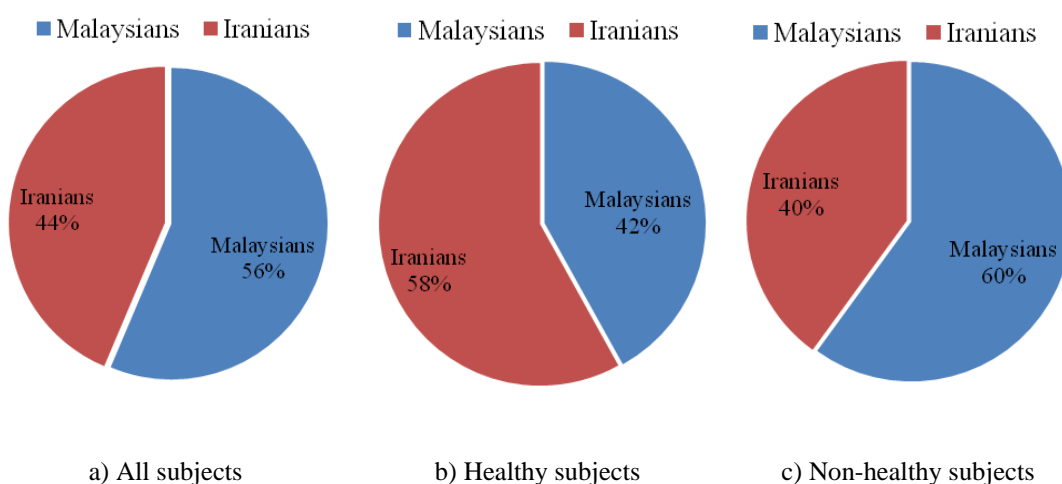 Malaysians Iranians
Iranians
44%
Malaysians
56%
a) All subjects
Malaysians Iranians
Malaysians
42%
Iranians
58%
b) Healthy subjects
Malaysians Iranians
Iranians
40%
Malaysians
60%
c) Non-healthy subjects